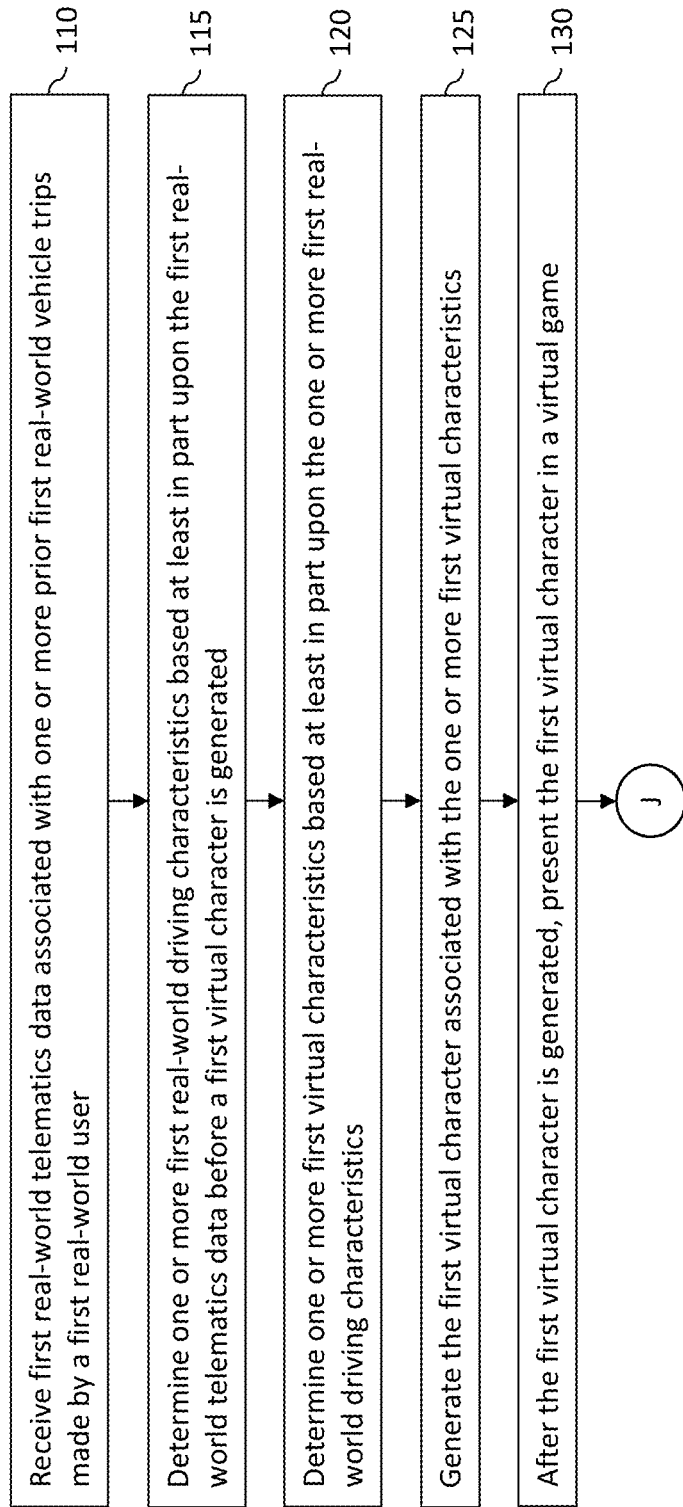 Receive first real-world telematics data associated with one or more prior first real-world vehicle trips
made by a first real-world user
110
Determine one or more first real-world driving characteristics based at least in part upon the first real-
world telematics data before a first virtual character is generated
115
Determine one or more first virtual characteristics based at least in part upon the one or more first real-
world driving characteristics
120
Generate the first virtual character associated with the one or more first virtual characteristics
125
After the first virtual character is generated, present the first virtual character in a virtual game
130
J